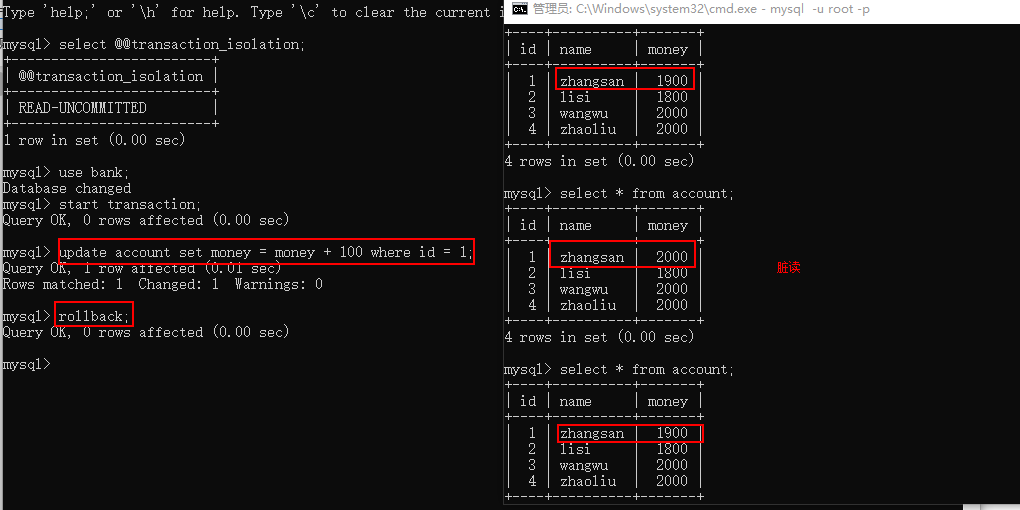 Type 'help;' or '\h' for help. Type '\c' to clear the current i
mysql> select @@transaction_isolation;
+-------------------------+
| @@transaction_isolation |
+-------------------------+
| READ-UNCOMMITTED        |
+-------------------------+
1 row in set (0.00 sec)
mysql> use bank;
Database changed
mysql> start transaction;
Query OK, 0 rows affected (0.00 sec)
mysql> update account set money = money + 100 where id = 1;
Query OK, 1 row affected (0.01 sec)
Rows matched: 1  Changed: 1  Warnings: 0
mysql> rollback;
Query OK, 0 rows affected (0.00 sec)
mysql>
管理员: C:\Windows\system32\cmd.exe - mysql  -u root -p
+----+----------+-------+
| id | name     | money |
+----+----------+-------+
|  1 | zhangsan |  1900 |
|  2 | lisi     |  1800 |
|  3 | wangwu   |  2000 |
|  4 | zhaoliu  |  2000 |
+----+----------+-------+
4 rows in set (0.00 sec)
mysql> select * from account;
+----+----------+-------+
| id | name     | money |
+----+----------+-------+
|  1 | zhangsan |  2000 |
|  2 | lisi     |  1800 |
|  3 | wangwu   |  2000 |
|  4 | zhaoliu  |  2000 |
+----+----------+-------+
4 rows in set (0.00 sec)
脏读
mysql> select * from account;
+----+----------+-------+
| id | name     | money |
+----+----------+-------+
|  1 | zhangsan |  1900 |
|  2 | lisi     |  1800 |
|  3 | wangwu   |  2000 |
|  4 | zhaoliu  |  2000 |
+----+----------+-------+